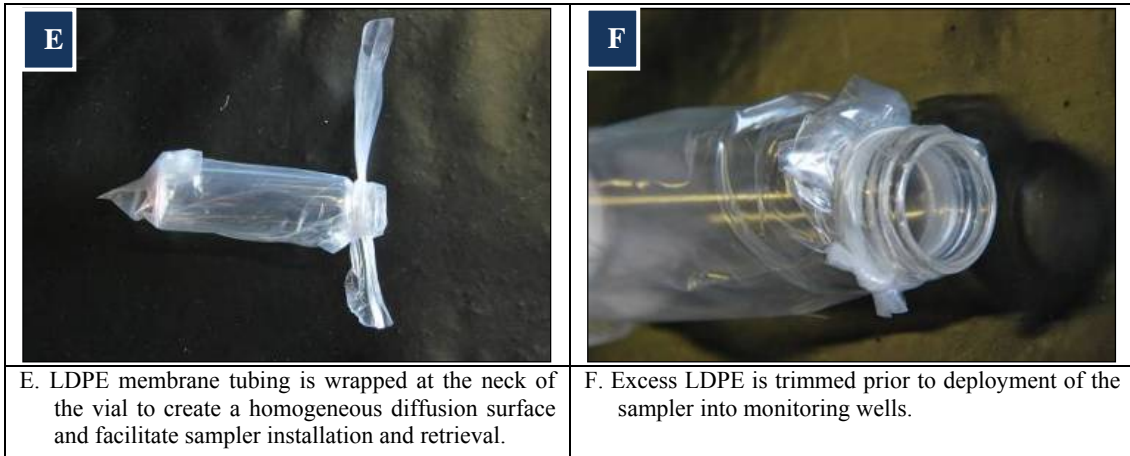 E
F
E. LDPE membrane tubing is wrapped at the neck of
the vial to create a homogeneous diffusion surface
and facilitate sampler installation and retrieval.
F. Excess LDPE is trimmed prior to deployment of the
sampler into monitoring wells.